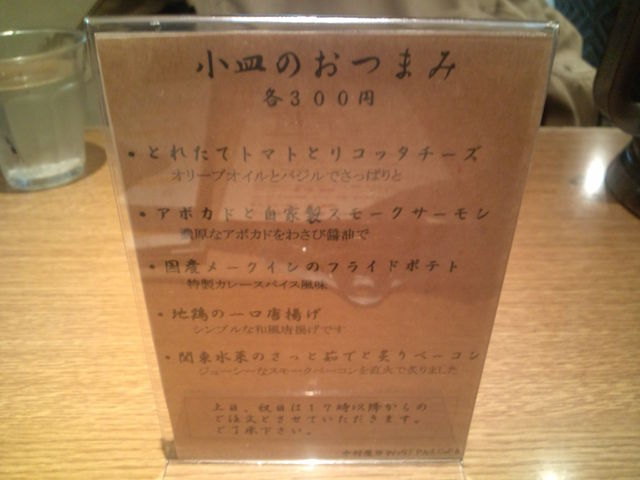 小皿のおつまみ
各３００円
・とれたてトマトとリコッタチーズ
オリーブオイルとバジルでさっぱりと
・アボカドと自家製スモークサーモン
濃厚なアボカドをわさび醤油で
・国産メークインのフライドポテト
特製カレースパイス風味
・地鶏の一口唐揚げ
シンプルな和風唐揚げです
・関東水菜のさっと茹でと炙りベーコン
ジューシーなスモークベーコンを直火で炙りました
土日、祝日は１７時以降からの
ご注文とさせていただきます。
ご了承下さい。